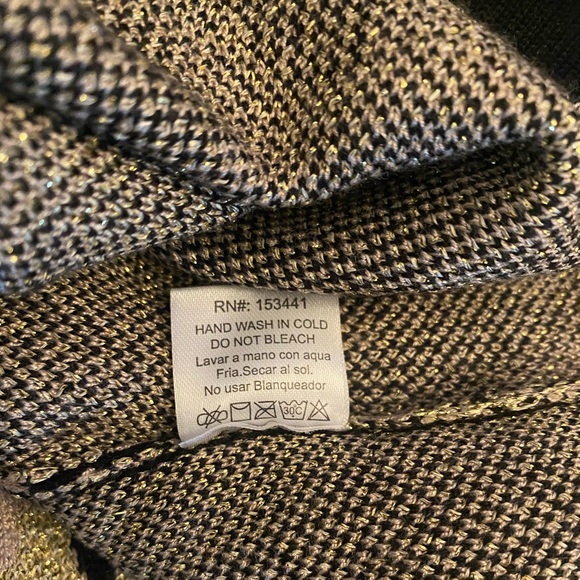 RN#: 153441
HAND WASH IN COLD
DO NOT BLEACH
Lavar a mano con aqua
Fria.Secar al sol.
No usar Blanqueador
30C